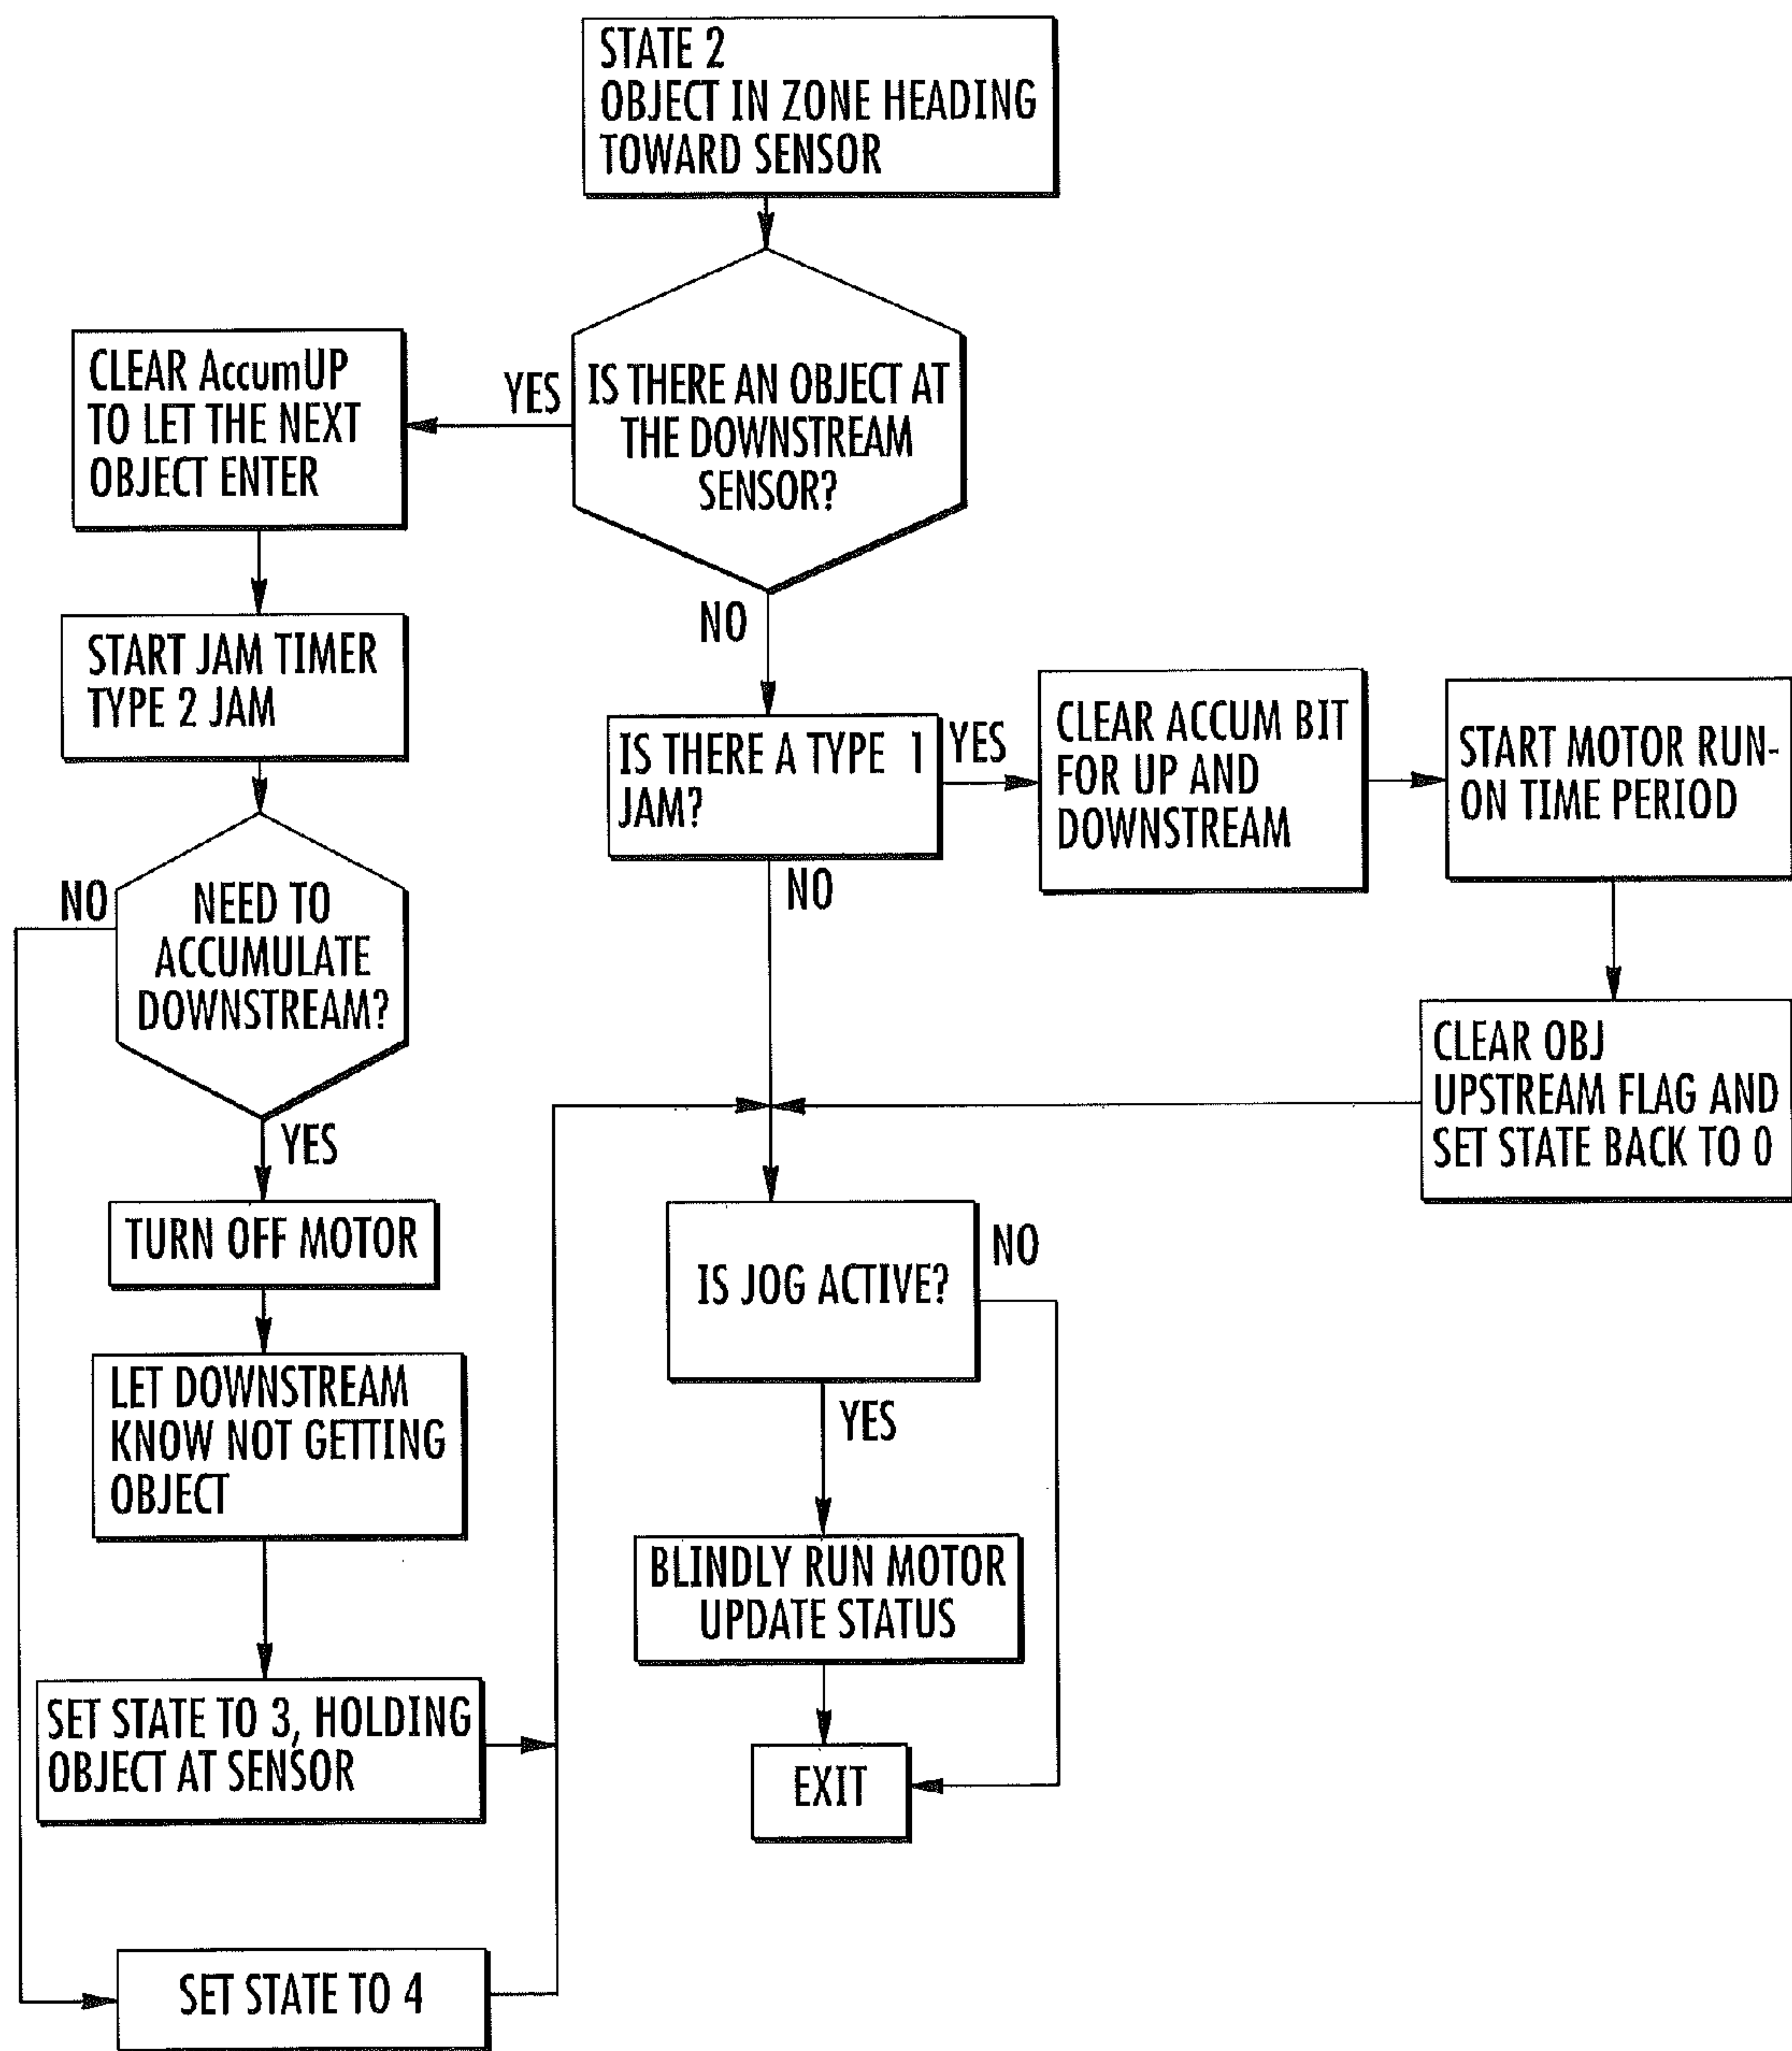 STATE 2
OBJECT IN ZONE HEADING
TOWARD SENSOR
IS THERE AN OBJECT AT
THE DOWNSTREAM
SENSOR?
YES
CLEAR AccumUP
TO LET THE NEXT
OBJECT ENTER
START JAM TIMER
TYPE 2 JAM
NO
IS THERE A TYPE 1
JAM?
YES
CLEAR ACCUM BIT
FOR UP AND
DOWNSTREAM
START MOTOR RUN-
ON TIME PERIOD
NO
NO
NEED TO
ACCUMULATE
DOWNSTREAM?
CLEAR OBJ
UPSTREAM FLAG AND
SET STATE BACK TO 0
YES
TURN OFF MOTOR
IS JOG ACTIVE?
NO
LET DOWNSTREAM
KNOW NOT GETTING
OBJECT
YES
BLINDLY RUN MOTOR
UPDATE STATUS
SET STATE TO 3, HOLDING
OBJECT AT SENSOR
EXIT
SET STATE TO 4